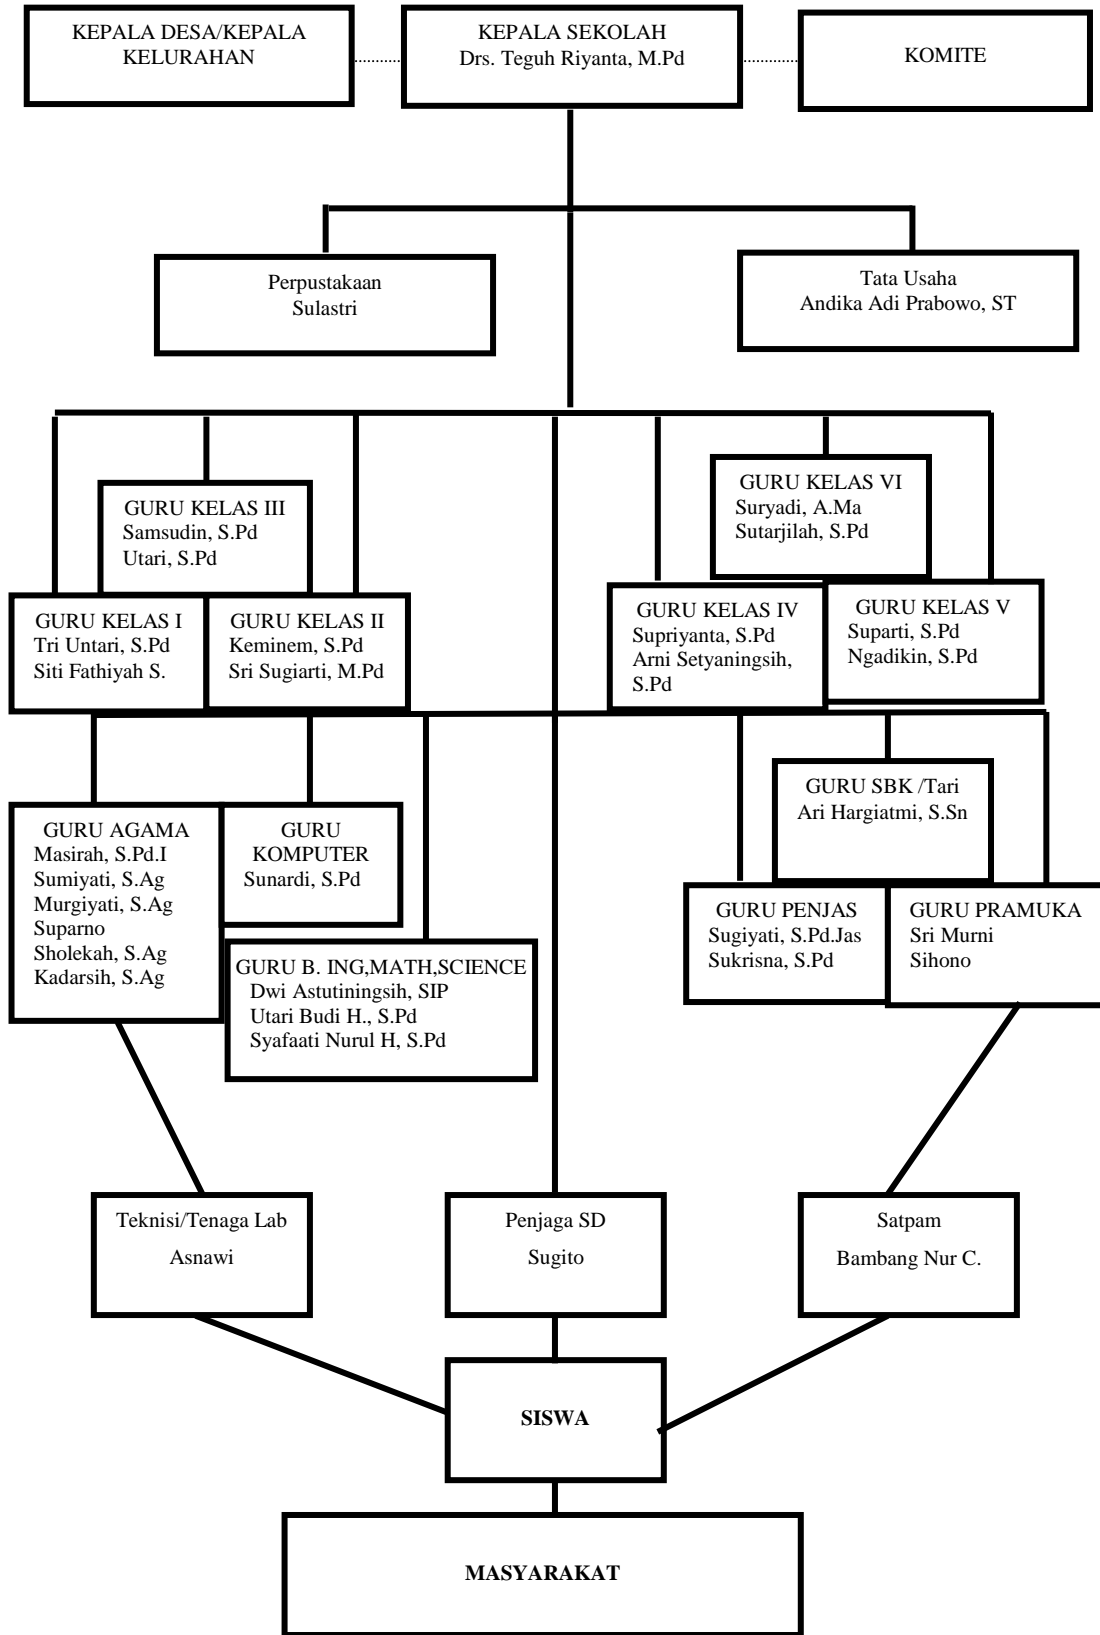 KEPALA DESA/KEPALA
KELURAHAN
KEPALA SEKOLAH
Drs. Teguh Riyanta, M.Pd
KOMITE
Perpustakaan
Sulastri
Tata Usaha
Andika Adi Prabowo, ST
GURU KELAS III
Samsudin, S.Pd
Utari, S.Pd
GURU KELAS VI
Suryadi, A.Ma
Sutarjilah, S.Pd
GURU KELAS I
Tri Untari, S.Pd
Siti Fathiyah S.
GURU KELAS II
Keminem, S.Pd
Sri Sugiarti, M.Pd
GURU KELAS IV
Supriyanta, S.Pd
Arni Setyaningsih,
S.Pd
GURU KELAS V
Suparti, S.Pd
Ngadikin, S.Pd
GURU SBK /Tari
Ari Hargiatmi, S.Sn
GURU AGAMA
Masirah, S.Pd.I
Sumiyati, S.Ag
Murgiyati, S.Ag
Suparno
Sholekah, S.Ag
Kadarsih, S.Ag
GURU
KOMPUTER
Sunardi, S.Pd
GURU B. ING,MATH,SCIENCE
Dwi Astutiningsih, SIP
Utari Budi H., S.Pd
Syafaati Nurul H, S.Pd
GURU PENJAS
Sugiyati, S.Pd.Jas
Sukrisna, S.Pd
GURU PRAMUKA
Sri Murni
Sihono
Teknisi/Tenaga Lab
Asnawi
Penjaga SD
Sugito
Satpam
Bambang Nur C.
SISWA
MASYARAKAT